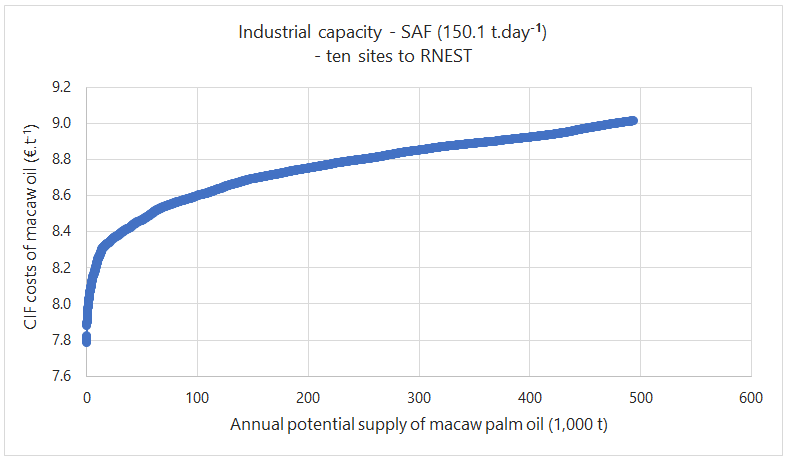 Industrial capacity - SAF (150.1 t.day-1)
- ten sites to RNEST
CIF costs of macaw oil (€.t-1)
9.2
9.0
8.8
8.6
8.4
8.2
8.0
7.8
7.6
0 100 200 300 400 500 600
Annual potential supply of macaw palm oil (1,000 t)